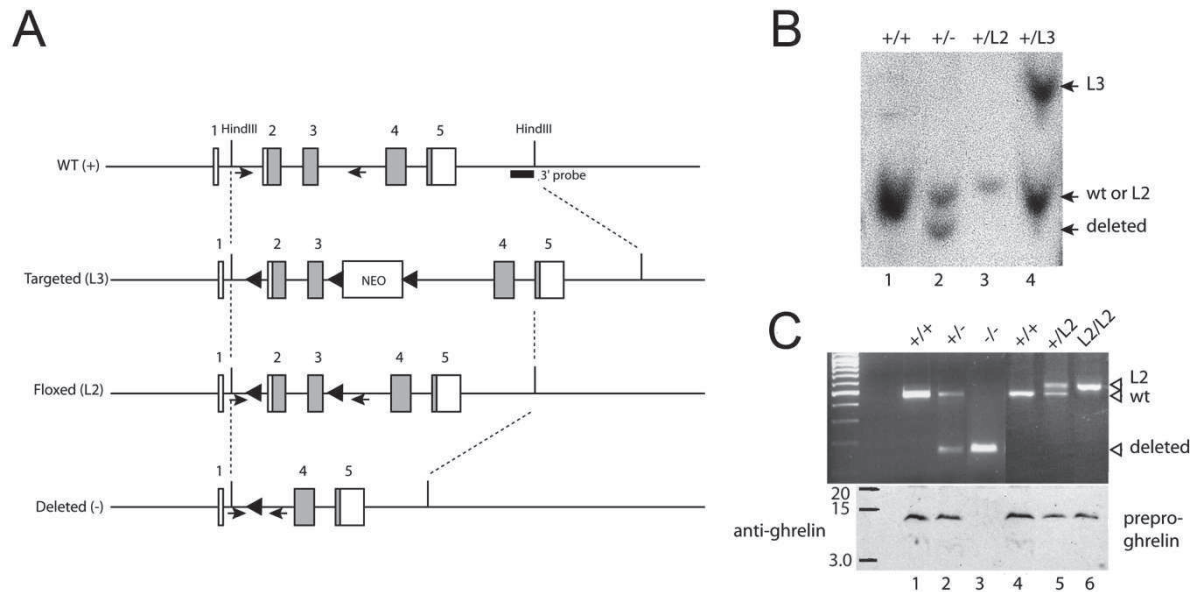 A
1 HindIII 2 3 4 5 HindIII
WT (+)
3' probe
1 2 3 4 5
Targeted (L3)
NEO
1 2 3 4 5
Floxed (L2)
1 4 5
Deleted (-)
B
+/+ +/- +/L2 +/L3
L3
wt or L2
deleted
1 2 3 4
C
+/+ +/- -/- +/+ +/L2 L2/L2
L2
wt
deleted
20
15
anti-ghrelin
prepro-
ghrelin
3.0
1 2 3 4 5 6